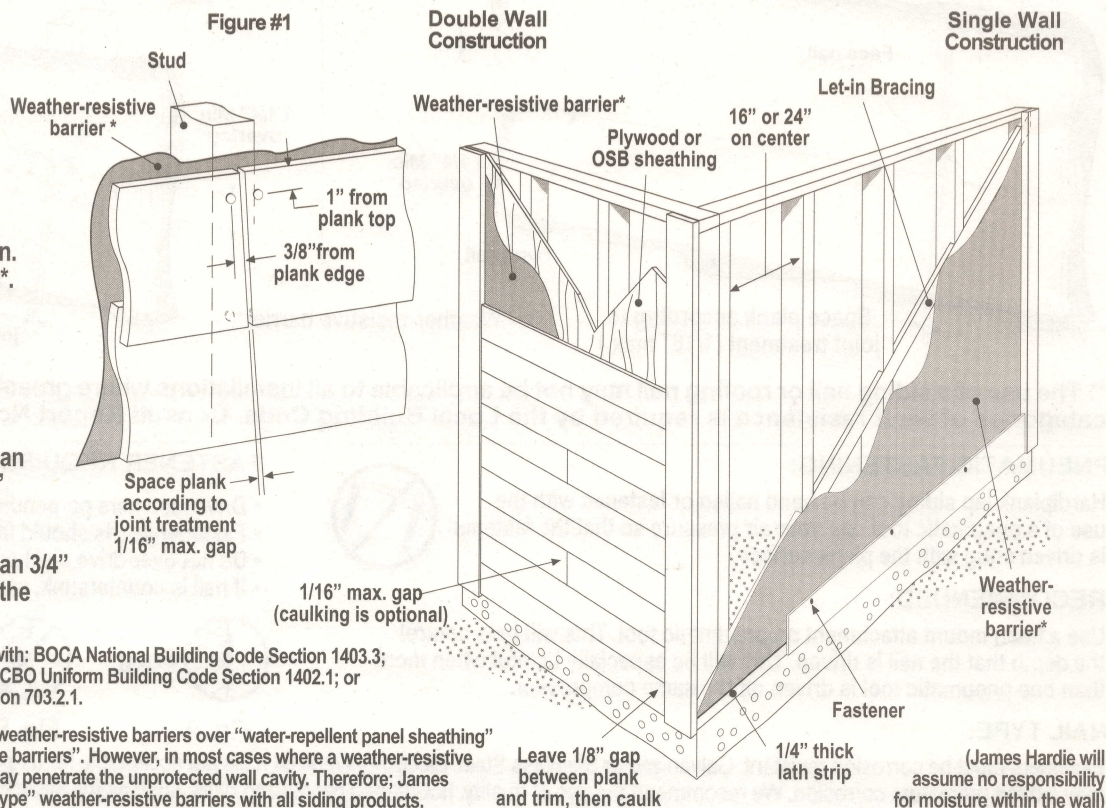 Figure #1
Stud
Weather-resistive
barrier *
1” from
plank top
3/8”from
plank edge
Space plank
according to
joint treatment
1/16” max. gap
Double Wall
Construction
Weather-resistive barrier*
Plywood or
OSB sheathing
16” or 24”
on center
Single Wall
Construction
Let-in Bracing
1/16” max. gap
(caulking is optional)
Leave 1/8” gap
between plank
and trim, then caulk
1/4” thick
lath strip
Fastener
Weather-
resistive
barrier*
(James Hardie will
assume no responsibility
for moisture within the wall)
n.
*.
an
”
an 3/4”
the
with: BOCA National Building Code Section 1403.3;
CBO Uniform Building Code Section 1402.1; or
on 703.2.1.
weather-resistive barriers over “water-repellent panel sheathing”
e barriers”. However, in most cases where a weather-resistive
ay penetrate the unprotected wall cavity. Therefore; James
ype” weather-resistive barriers with all siding products.